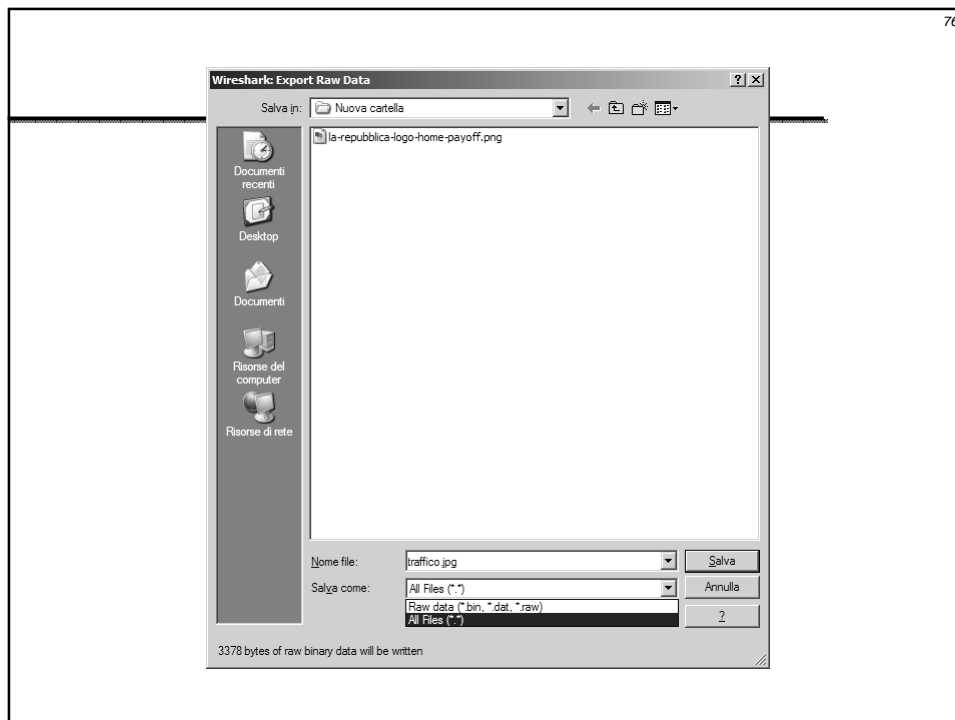 76
Wireshark: Export Raw Data
Salva in:
Nuova cartella
la-repubblica-logo-home-payoff.png
Documenti
recenti
Desktop
Documenti
Risorse del
computer
Risorse di rete
Nome file:
traffico.jpg
Salva
Salva come:
All Files (*.*)
Annulla
Raw data (*.bin, *.dat, *.raw)
All Files (*.*)
?
3378 bytes of raw binary data will be written